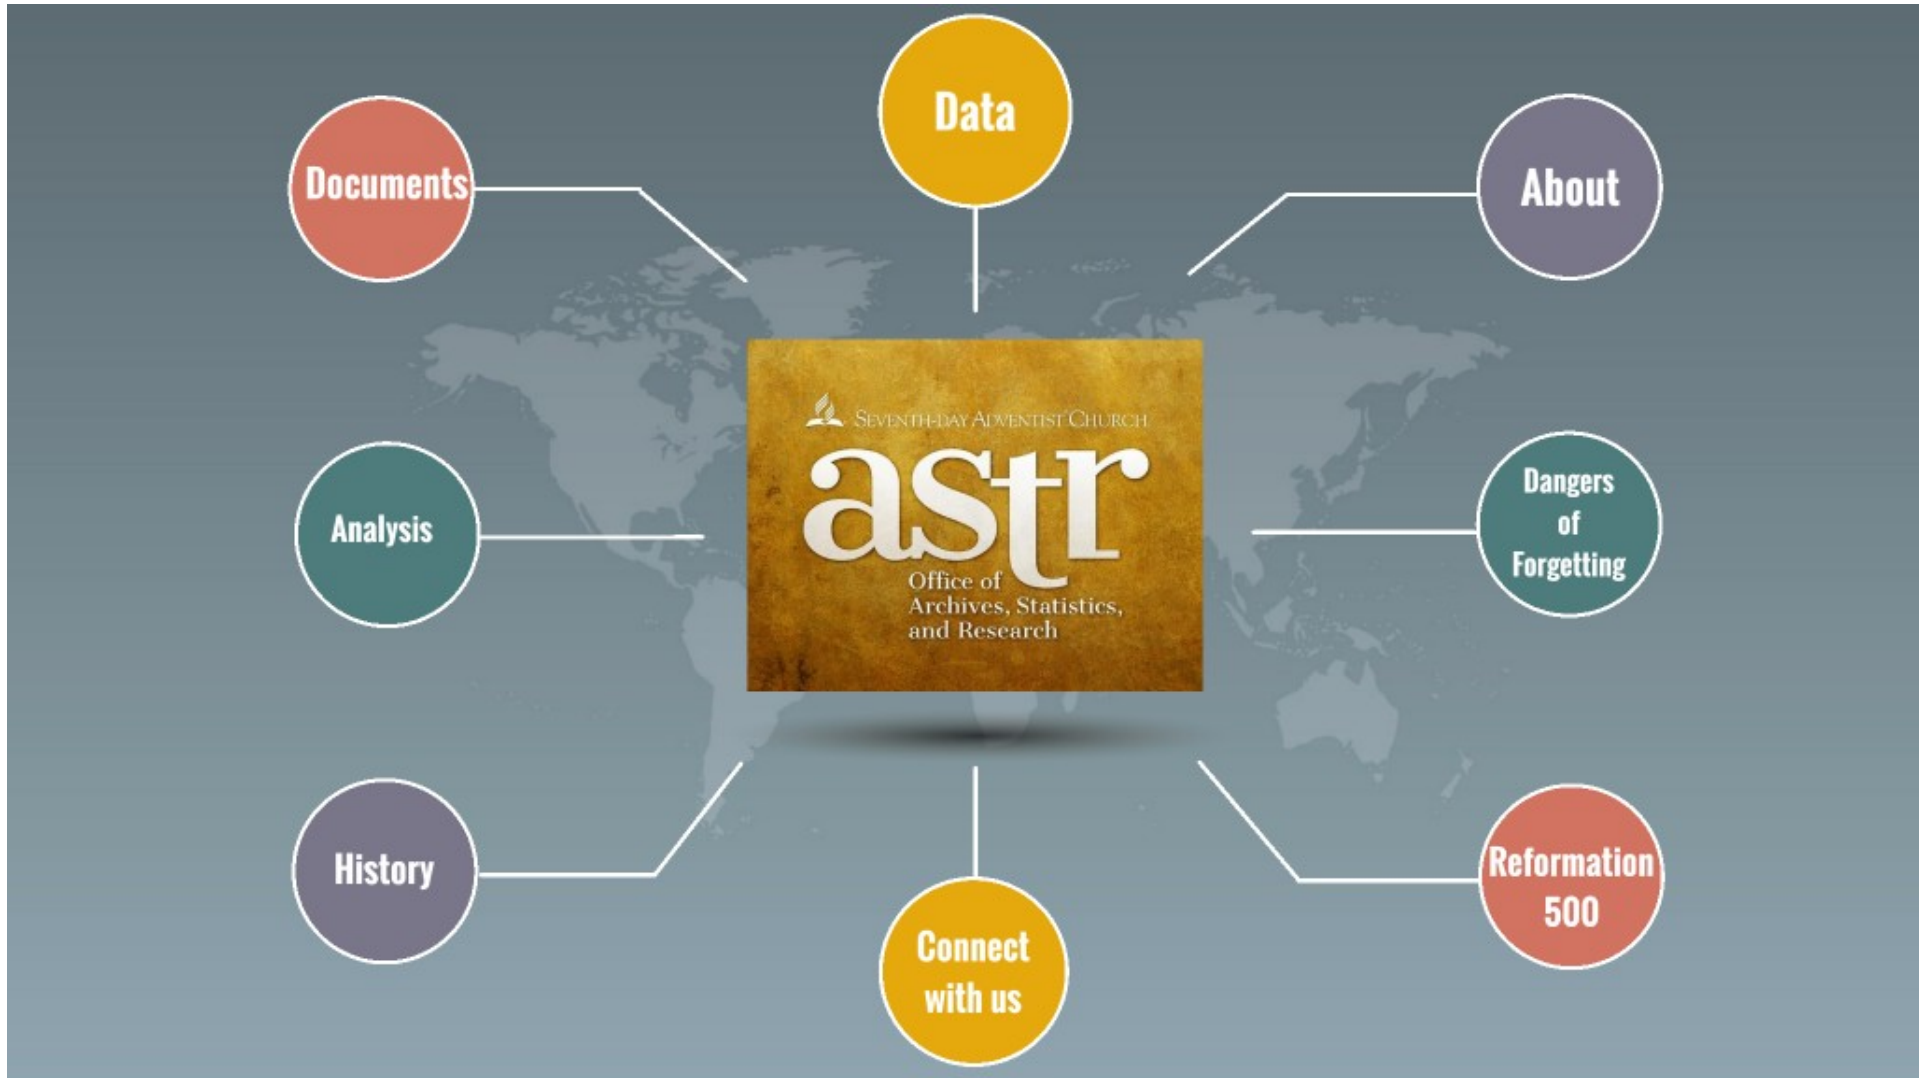 Data
Documents
About
SEVENTH-DAY ADVENTIST CHURCH
astr
Office of
Archives, Statistics,
and Research
Analysis
Dangers
of
Forgetting
History
Reformation
500
Connect
with us